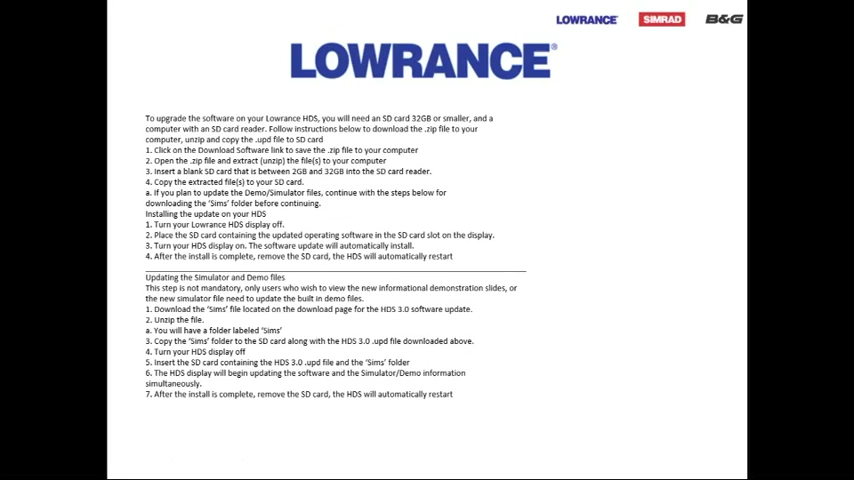 LOWRANCE SIMRAD B&G
LOWRANCE®
To upgrade the software on your Lowrance HDS, you will need an SD card 32GB or smaller, and a
computer with an SD card reader. Follow instructions below to download the .zip file to your
computer, unzip and copy the .upd file to SD card
1. Click on the Download Software link to save the .zip file to your computer
2. Open the .zip file and extract (unzip) the file(s) to your computer
3. Insert a blank SD card that is between 2GB and 32GB into the SD card reader.
4. Copy the extracted file(s) to your SD card.
a. If you plan to update the Demo/Simulator files, continue with the steps below for
downloading the 'Sims' folder before continuing.
Installing the update on your HDS
1. Turn your Lowrance HDS display off.
2. Place the SD card containing the updated operating software in the SD card slot on the display.
3. Turn your HDS display on. The software update will automatically install.
4. After the install is complete, remove the SD card, the HDS will automatically restart
Updating the Simulator and Demo files
This step is not mandatory, only users who wish to view the new informational demonstration slides, or
the new simulator file need to update the built in demo files.
1. Download the 'Sims' file located on the download page for the HDS 3.0 software update.
2. Unzip the file.
a. You will have a folder labeled 'Sims'
3. Copy the 'Sims' folder to the SD card along with the HDS 3.0 .upd file downloaded above.
4. Turn your HDS display off
5. Insert the SD card containing the HDS 3.0 .upd file and the 'Sims' folder
6. The HDS display will begin updating the software and the Simulator/Demo information
simultaneously.
7. After the install is complete, remove the SD card, the HDS will automatically restart